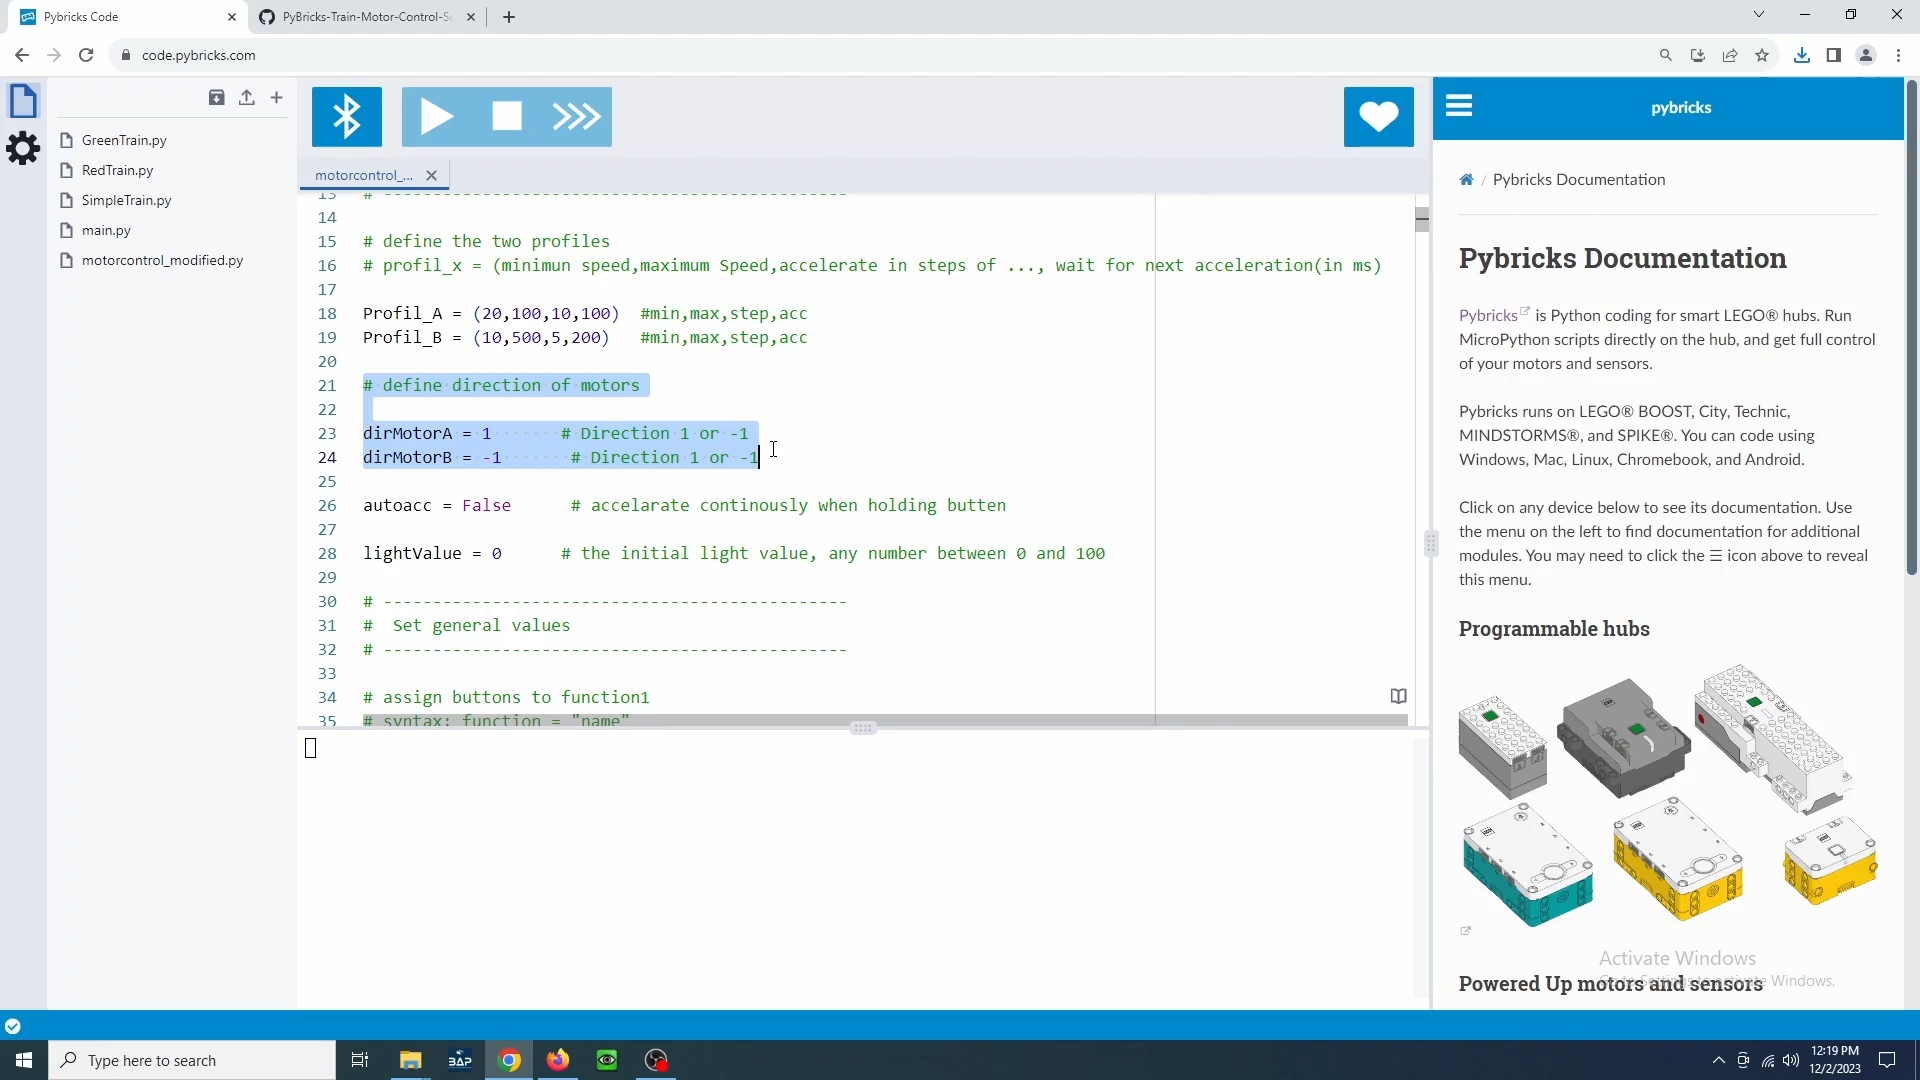 Pybricks Code
PyBricks-Train-Motor-Control-Sc
code.pybricks.com
GreenTrain.py
RedTrain.py
SimpleTrain.py
main.py
motorcontrol_modified.py
motorcontrol_...
13 # -----------------------------------------------
14
15 # define the two profiles
16 # profil_x = (minimun speed,maximum Speed,accelerate in steps of ..., wait for next acceleration(in ms)
17
18 Profil_A = (20,100,10,100)  #min,max,step,acc
19 Profil_B = (10,500,5,200)   #min,max,step,acc
20
21 # define direction of motors
22
23 dirMotorA = 1       # Direction 1 or -1
24 dirMotorB = -1       # Direction 1 or -1
25
26 autoacc = False      # accelarate continously when holding butten
27
28 lightValue = 0      # the initial light value, any number between 0 and 100
29
30 # -----------------------------------------------
31 #  Set general values
32 # -----------------------------------------------
33
34 # assign buttons to function1
35 # syntax: function = "name"
pybricks
/ Pybricks Documentation
Pybricks Documentation
Pybricks is Python coding for smart LEGO® hubs. Run
MicroPython scripts directly on the hub, and get full control
of your motors and sensors.
Pybricks runs on LEGO® BOOST, City, Technic,
MINDSTORMS®, and SPIKE®. You can code using
Windows, Mac, Linux, Chromebook, and Android.
Click on any device below to see its documentation. Use
the menu on the left to find documentation for additional
modules. You may need to click the ☰ icon above to reveal
this menu.
Programmable hubs
Activate Windows
Go to Settings to activate Windows.
Powered Up motors and sensors
Type here to search
BAP
12:19 PM
12/2/2023